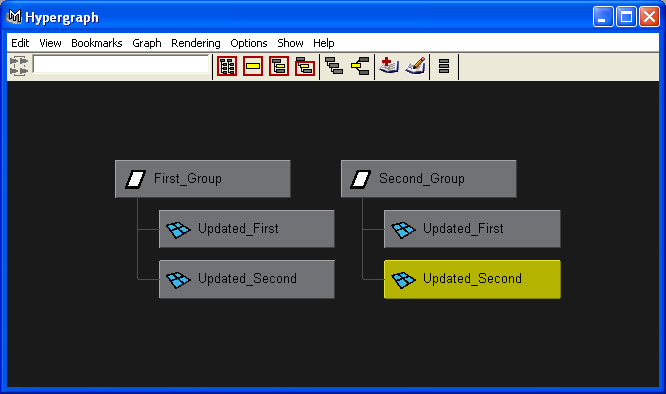 Hypergraph
Edit View Bookmarks Graph Rendering Options Show Help
First_Group Second_Group
Updated_First Updated_First
Updated_Second Updated_Second